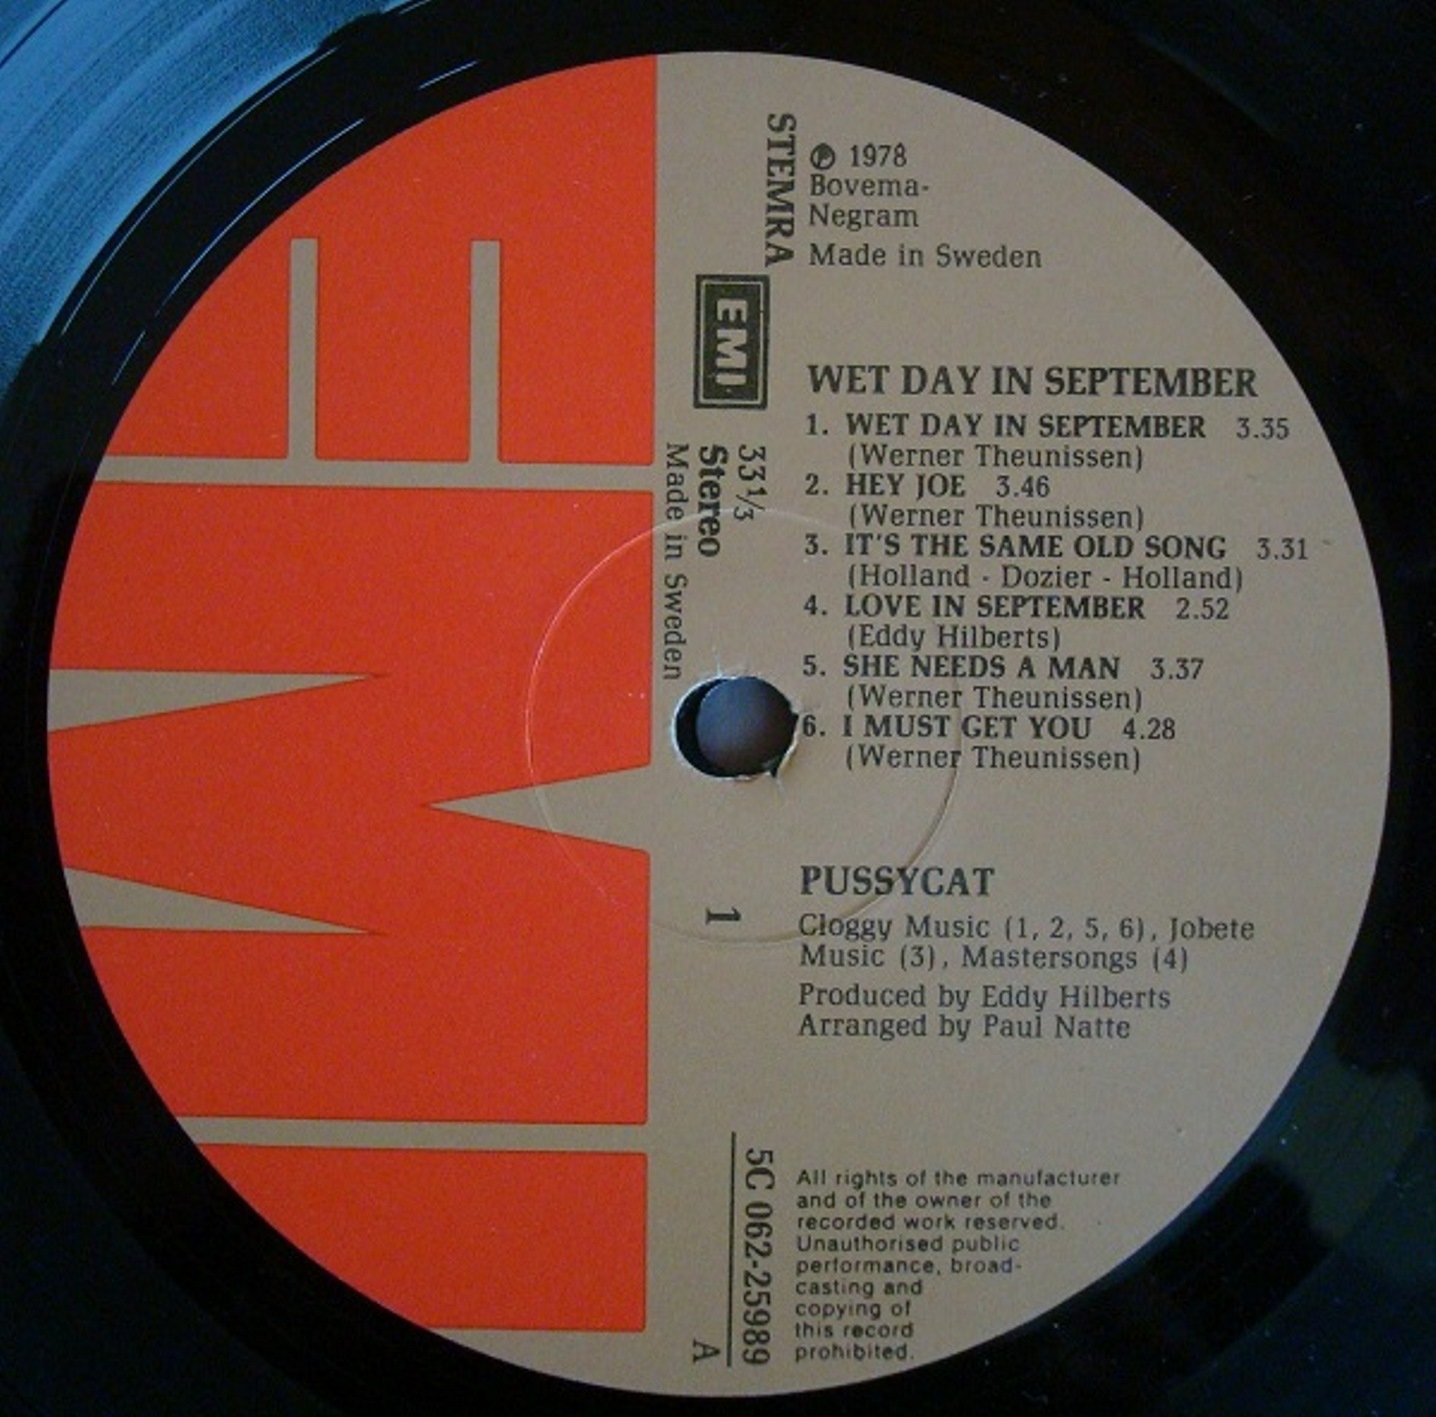 EMI
STEMRA
℗ 1978
Bovema-
Negram
Made in Sweden
EMI
33⅓
Stereo
Made in Sweden
WET DAY IN SEPTEMBER
1. WET DAY IN SEPTEMBER 3.35
(Werner Theunissen)
2. HEY JOE 3.46
(Werner Theunissen)
3. IT'S THE SAME OLD SONG 3.31
(Holland - Dozier - Holland)
4. LOVE IN SEPTEMBER 2.52
(Eddy Hilberts)
5. SHE NEEDS A MAN 3.37
(Werner Theunissen)
6. I MUST GET YOU 4.28
(Werner Theunissen)
1
PUSSYCAT
Cloggy Music (1, 2, 5, 6), Jobete
Music (3), Mastersongs (4)
Produced by Eddy Hilberts
Arranged by Paul Natte
5C 062-25989
A
All rights of the manufacturer
and of the owner of the
recorded work reserved.
Unauthorised public
performance, broad-
casting and
copying of
this record
prohibited.